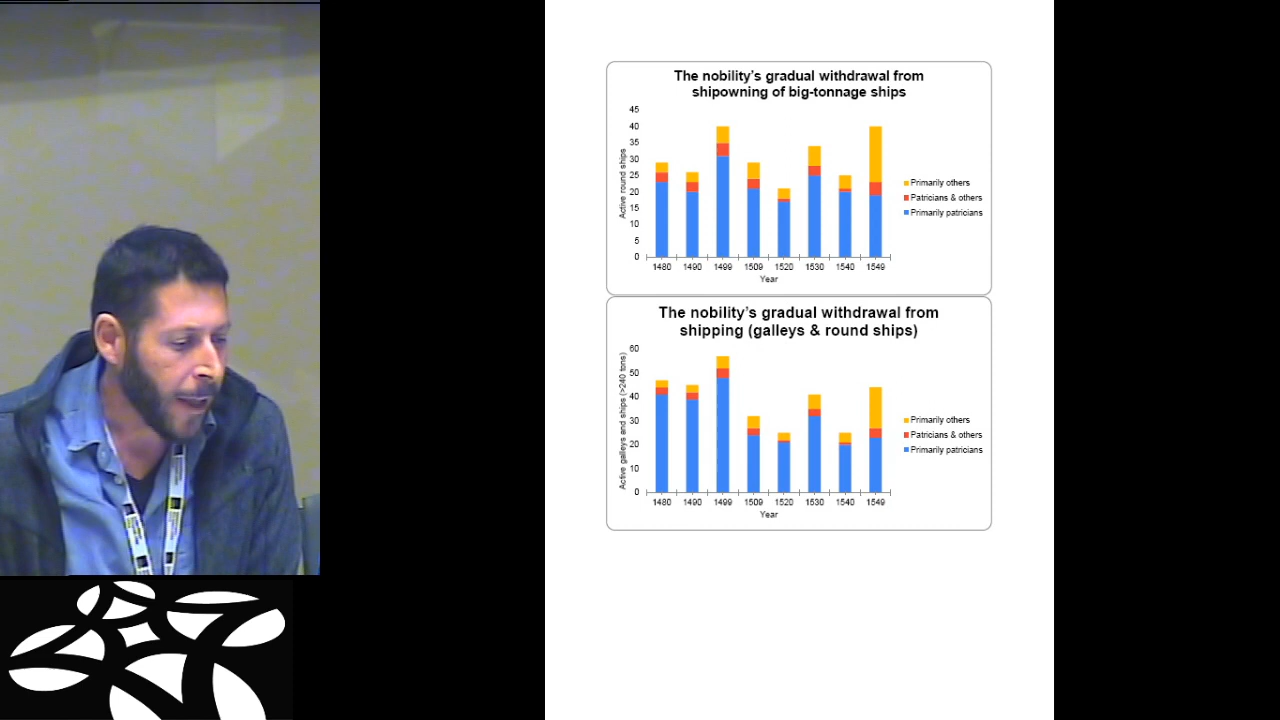 The nobility’s gradual withdrawal from
shipowning of big-tonnage ships
Active round ships
45
40
35
30
25
20
15
10
5
0
1480 1490 1499 1509 1520 1530 1540 1549
Year
Primarily others
Patricians & others
Primarily patricians
The nobility’s gradual withdrawal from
shipping (galleys & round ships)
Active galleys and ships (>240 tons)
60
50
40
30
20
10
0
1480 1490 1499 1509 1520 1530 1540 1549
Year
Primarily others
Patricians & others
Primarily patricians